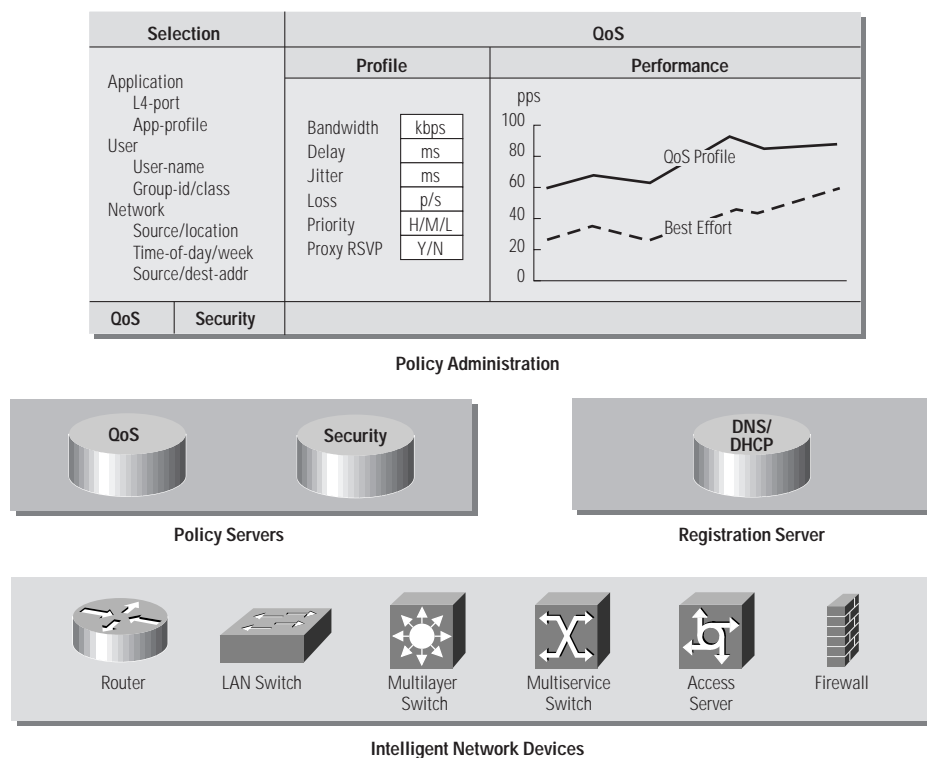 Selection
QoS
Profile
Performance
Application
L4-port
App-profile
User
User-name
Group-id/class
Network
Source/location
Time-of-day/week
Source/dest-addr
Bandwidth kbps
Delay ms
Jitter ms
Loss p/s
Priority H/M/L
Proxy RSVP Y/N
pps
100
80
60
40
20
0
QoS Profile
Best Effort
QoS
Security
Policy Administration
QoS
Security
Policy Servers
DNS/
DHCP
Registration Server
Router
LAN Switch
Multilayer
Switch
Multiservice
Switch
Access
Server
Firewall
Intelligent Network Devices